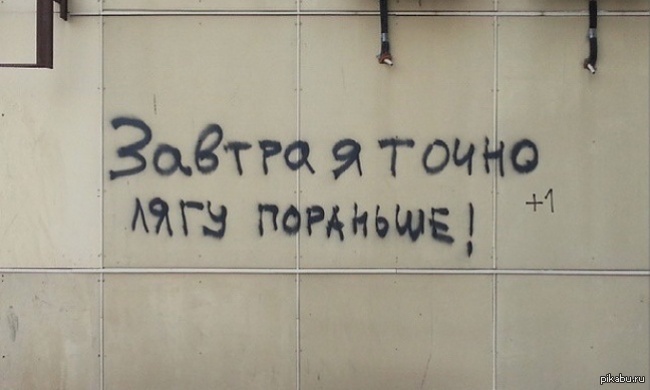 Завтра я точно
лягу пораньше!
+1
pikabu.ru